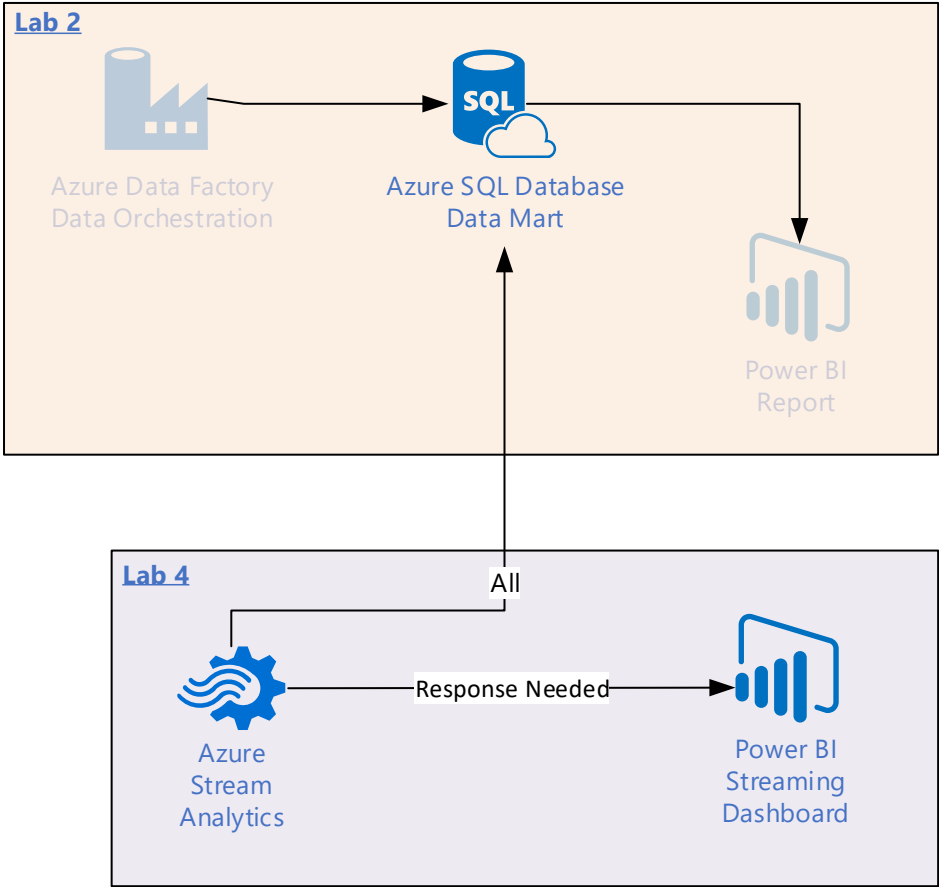 Lab 2
SQL
Azure Data Factory
Data Orchestration
Azure SQL Database
Data Mart
Power BI
Report
Lab 4
All
Response Needed
Azure
Stream
Analytics
Power BI
Streaming
Dashboard